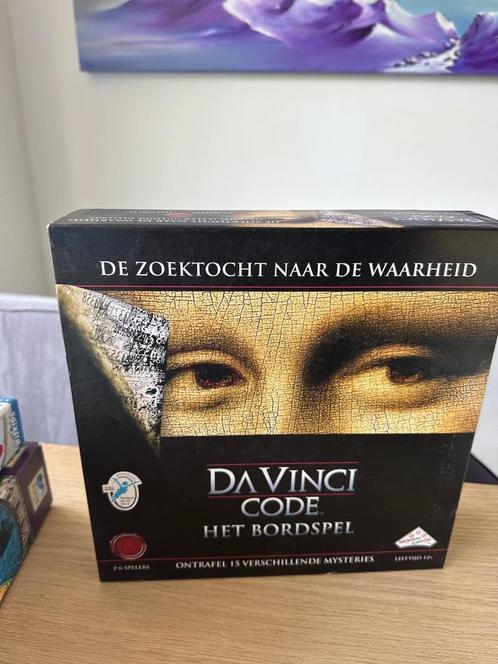 DE ZOEKTOCHT NAAR DE WAARHEID
DA VINCI
CODE
HET BORDSPEL
2-6 SPELERS
ONTRAFEL 15 VERSCHILLENDE MYSTERIES
LEEFTIJD 12+